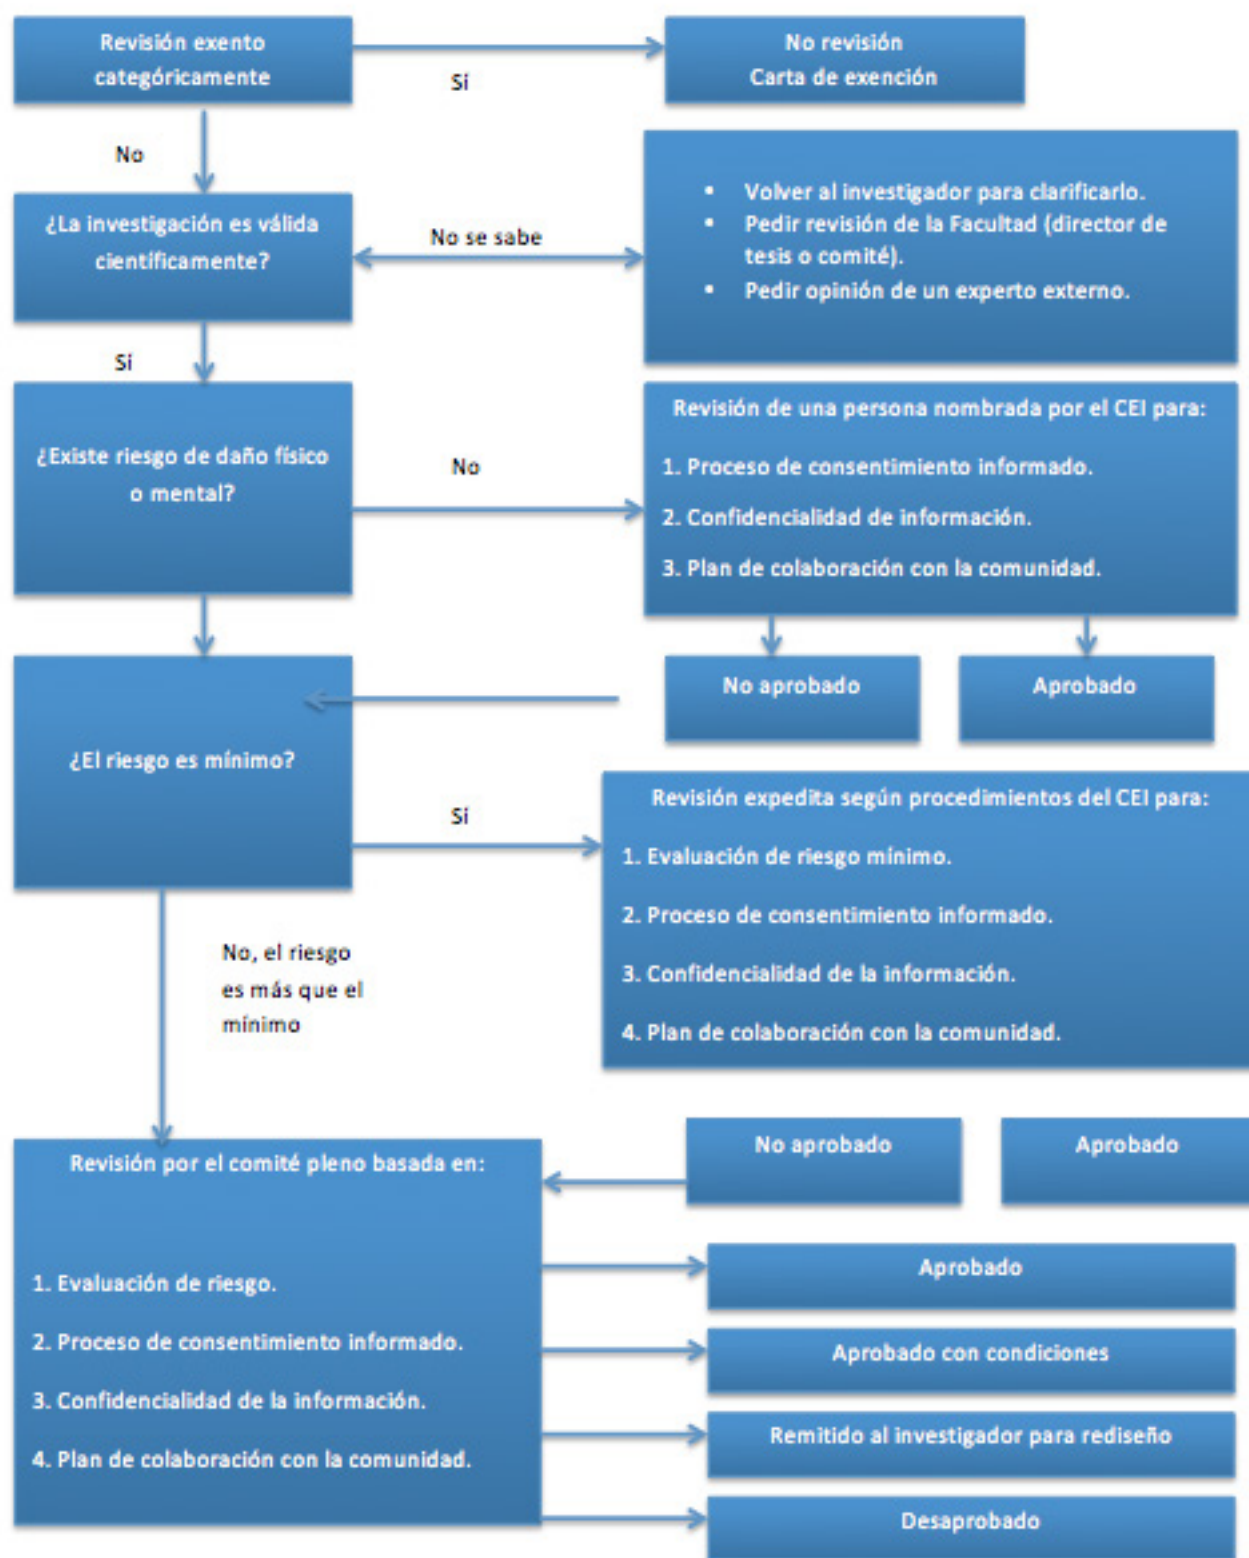 Revisión exento
categóricamente
Sí
No revisión
Carta de exención
No
¿La investigación es válida
científicamente?
No se sabe
▪ Volver al investigador para clarificarlo.
▪ Pedir revisión de la Facultad (director de
tesis o comité).
▪ Pedir opinión de un experto externo.
Sí
¿Existe riesgo de daño físico
o mental?
No
Revisión de una persona nombrada por el CEI para:
1. Proceso de consentimiento informado.
2. Confidencialidad de información.
3. Plan de colaboración con la comunidad.
No aprobado
Aprobado
¿El riesgo es mínimo?
Sí
Revisión expedita según procedimientos del CEI para:
1. Evaluación de riesgo mínimo.
2. Proceso de consentimiento informado.
3. Confidencialidad de la información.
4. Plan de colaboración con la comunidad.
No, el riesgo
es más que el
mínimo
No aprobado
Aprobado
Revisión por el comité pleno basada en:
1. Evaluación de riesgo.
2. Proceso de consentimiento informado.
3. Confidencialidad de la información.
4. Plan de colaboración con la comunidad.
Aprobado
Aprobado con condiciones
Remitido al investigador para rediseño
Desaprobado